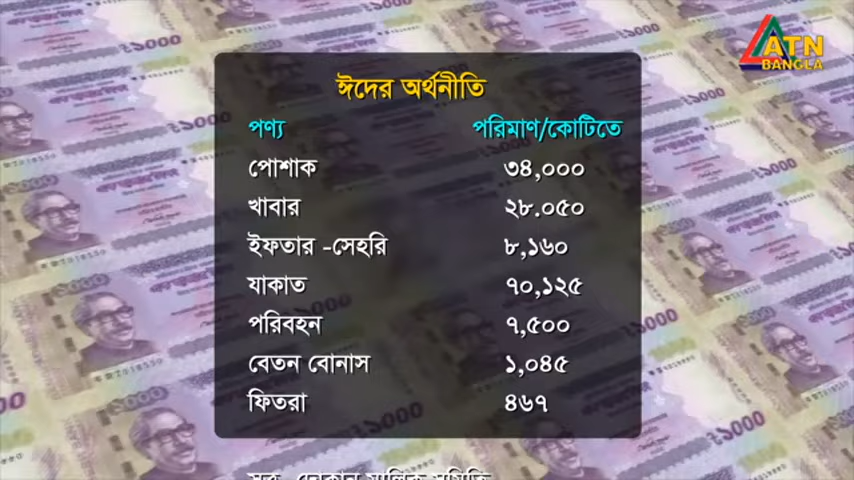 ATN
BANGLA
ঈদের অর্থনীতি
পণ্য পরিমাণ/কোটিতে
পোশাক ৩৪,০০০
খাবার ২৮.০৫০
ইফতার -সেহরি ৮,১৬০
যাকাত ৭০,১২৫
পরিবহন ৭,৫০০
বেতন বোনাস ১,০৪৫
ফিতরা ৪৬৭
সূত্র -দোকান মালিক সমিতি